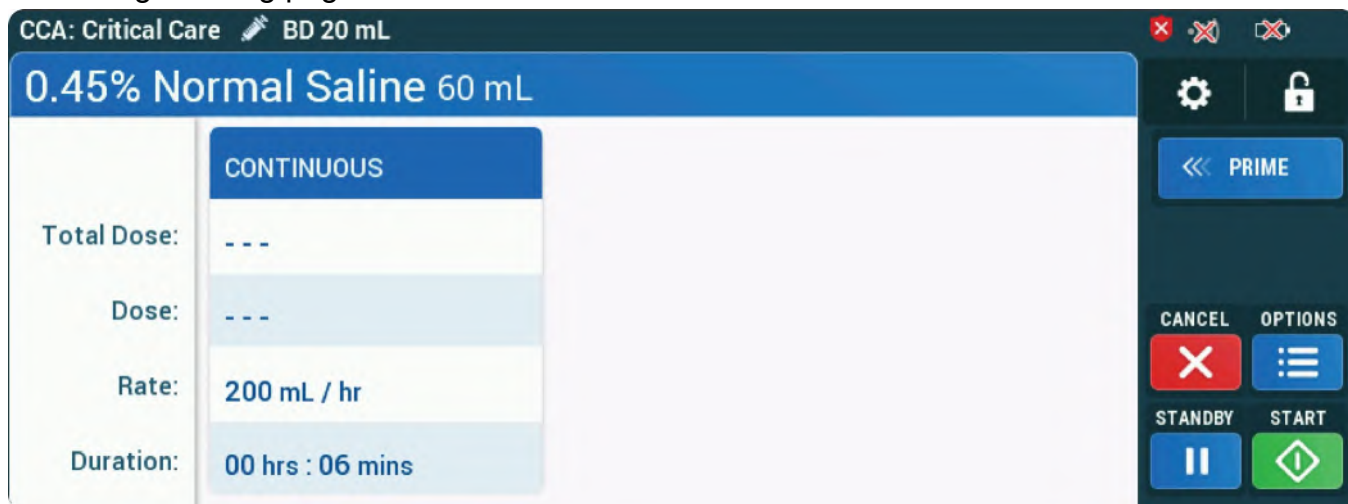 CCA: Critical Care BD 20 mL
0.45% Normal Saline 60 mL
CONTINUOUS
Total Dose: - - -
Dose: - - -
Rate: 200 mL / hr
Duration: 00 hrs : 06 mins
PRIME
CANCEL OPTIONS
STANDBY START